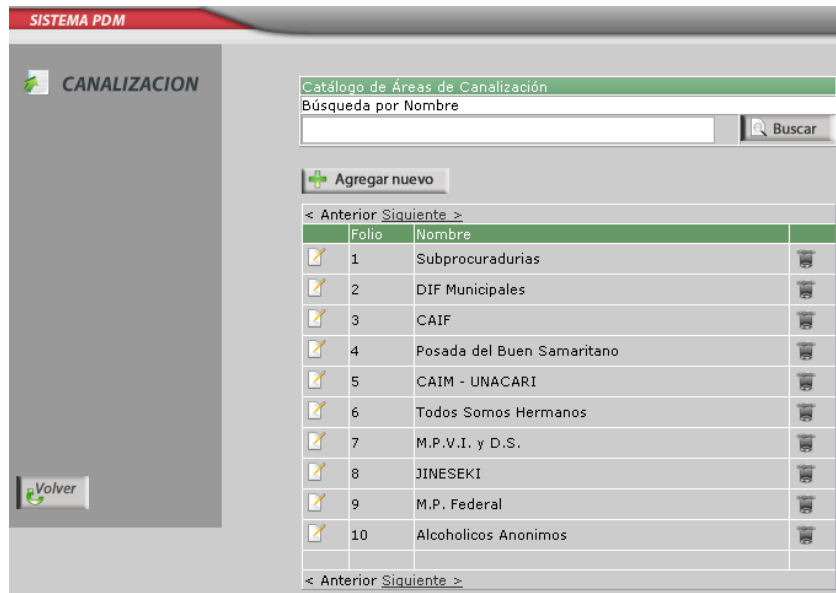 SISTEMA PDM
CANALIZACION
Catálogo de Áreas de Canalización
Búsqueda por Nombre
Buscar
Agregar nuevo
< Anterior Siguiente >
Folio Nombre
1 Subprocuradurias
2 DIF Municipales
3 CAIF
4 Posada del Buen Samaritano
5 CAIM - UNACARI
6 Todos Somos Hermanos
7 M.P.V.I. y D.S.
8 JINESEKI
9 M.P. Federal
10 Alcoholicos Anonimos
< Anterior Siguiente >
Volver